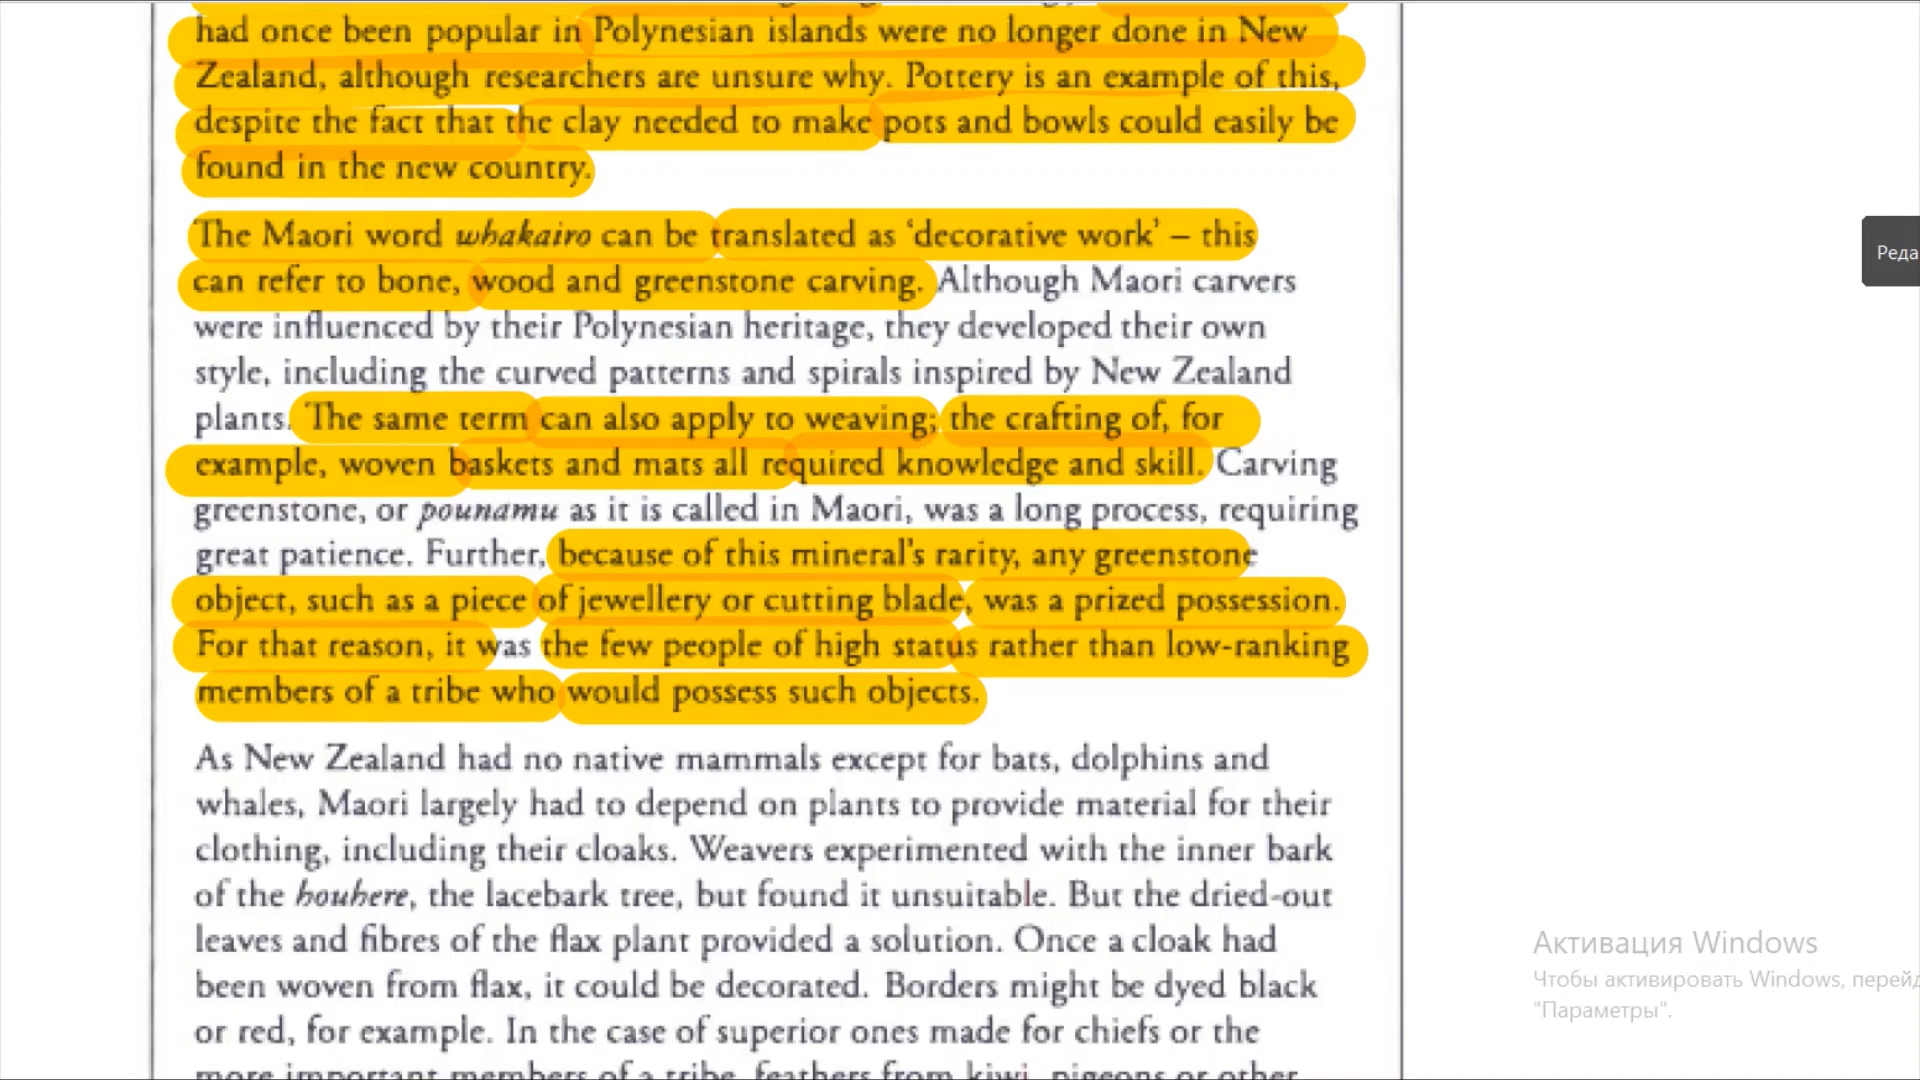 had once been popular in Polynesian islands were no longer done in New
Zealand, although researchers are unsure why. Pottery is an example of this,
despite the fact that the clay needed to make pots and bowls could easily be
found in the new country.
The Maori word whakairo can be translated as ‘decorative work’ – this
can refer to bone, wood and greenstone carving. Although Maori carvers
were influenced by their Polynesian heritage, they developed their own
style, including the curved patterns and spirals inspired by New Zealand
plants. The same term can also apply to weaving; the crafting of, for
example, woven baskets and mats all required knowledge and skill. Carving
greenstone, or pounamu as it is called in Maori, was a long process, requiring
great patience. Further, because of this mineral’s rarity, any greenstone
object, such as a piece of jewellery or cutting blade, was a prized possession.
For that reason, it was the few people of high status rather than low-ranking
members of a tribe who would possess such objects.
As New Zealand had no native mammals except for bats, dolphins and
whales, Maori largely had to depend on plants to provide material for their
clothing, including their cloaks. Weavers experimented with the inner bark
of the houhere, the lacebark tree, but found it unsuitable. But the dried-out
leaves and fibres of the flax plant provided a solution. Once a cloak had
been woven from flax, it could be decorated. Borders might be dyed black
or red, for example. In the case of superior ones made for chiefs or the
more important members of a tribe, feathers from kiwi, pigeons or other
Реда
Активация Windows
Чтобы активировать Windows, перейд
"Параметры".